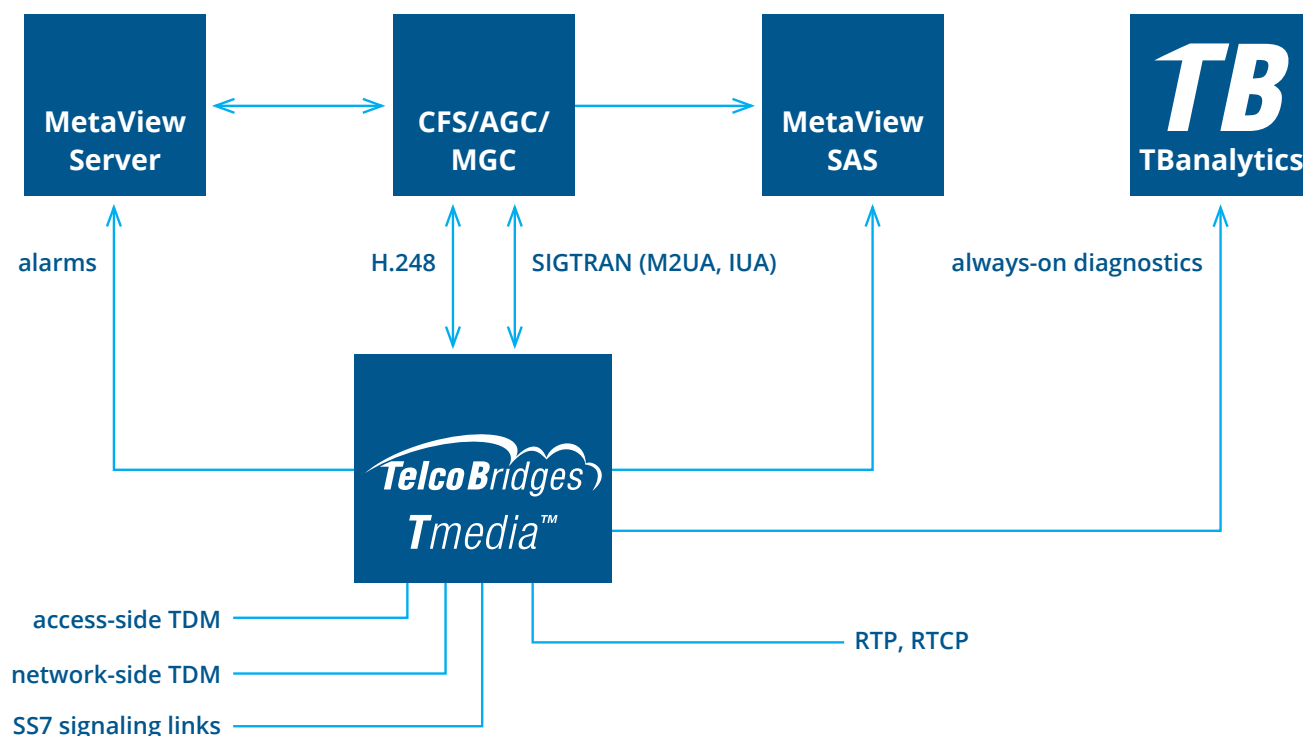 MetaView
Server
CFS/AGC/
MGC
MetaView
SAS
TB
TBanalytics
alarms
H.248
SIGTRAN (M2UA, IUA)
always-on diagnostics
TelcoBridges
Tmedia™
access-side TDM
network-side TDM
SS7 signaling links
RTP, RTCP